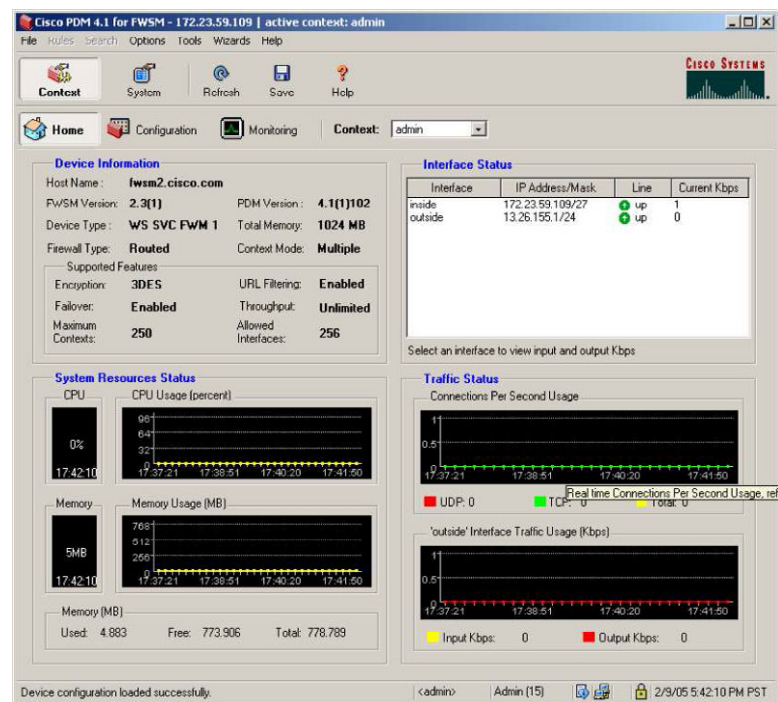 Cisco PDM 4.1 for FWSM - 172.23.59.109 | active context: admin
File Rules Search Options Tools Wizards Help
Context System Refresh Save Help
CISCO SYSTEMS
Home Configuration Monitoring Context: admin
Device Information
Host Name : fwsm2.cisco.com
FWSM Version: 2.3(1) PDM Version : 4.1(1)102
Device Type : WS SVC FWM 1 Total Memory: 1024 MB
Firewall Type: Routed Context Mode: Multiple
Supported Features
Encryption: 3DES URL Filtering: Enabled
Failover: Enabled Throughput: Unlimited
Maximum Contexts: 250 Allowed Interfaces: 256
Interface Status
Interface IP Address/Mask Line Current Kbps
inside 172.23.59.109/27 up 1
outside 13.26.155.1/24 up 0
Select an interface to view input and output Kbps
System Resources Status
CPU
0%
17:42:10
CPU Usage (percent)
96
64
32
0
17:37:21 17:38:51 17:40:20 17:41:50
Memory
5MB
17:42:10
Memory Usage (MB)
768
512
256
0
17:37:21 17:38:51 17:40:20 17:41:50
Memory (MB)
Used: 4.883 Free: 773.906 Total: 778.789
Traffic Status
Connections Per Second Usage
1
0.5
0
17:37:21 17:38:51 17:40:20 17:41:50
Real time Connections Per Second Usage, ref
UDP: 0 TCP: 0 Total: 0
'outside' Interface Traffic Usage (Kbps)
1
0.5
0
17:37:21 17:38:51 17:40:20 17:41:50
Input Kbps: 0 Output Kbps: 0
Device configuration loaded successfully. <admin> Admin (15) 2/9/05 5:42:10 PM PST